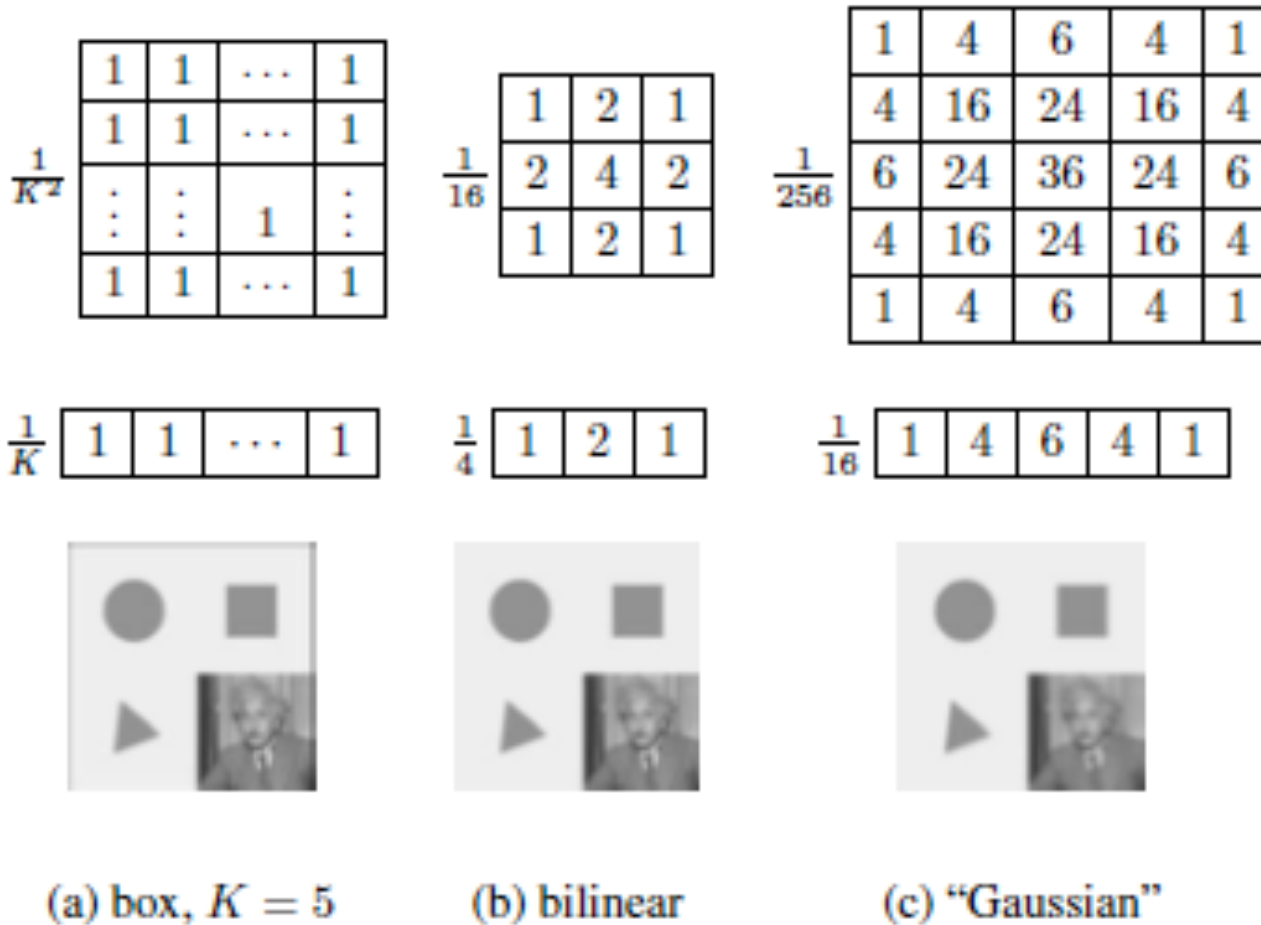 1/K²
1 1 ⋯ 1
1 1 ⋯ 1
⋮ ⋮ 1 ⋮
1 1 ⋯ 1
1/16
1 2 1
2 4 2
1 2 1
1/256
1 4 6 4 1
4 16 24 16 4
6 24 36 24 6
4 16 24 16 4
1 4 6 4 1
1/K 1 1 ⋯ 1
1/4 1 2 1
1/16 1 4 6 4 1
(a) box, K = 5
(b) bilinear
(c) “Gaussian”